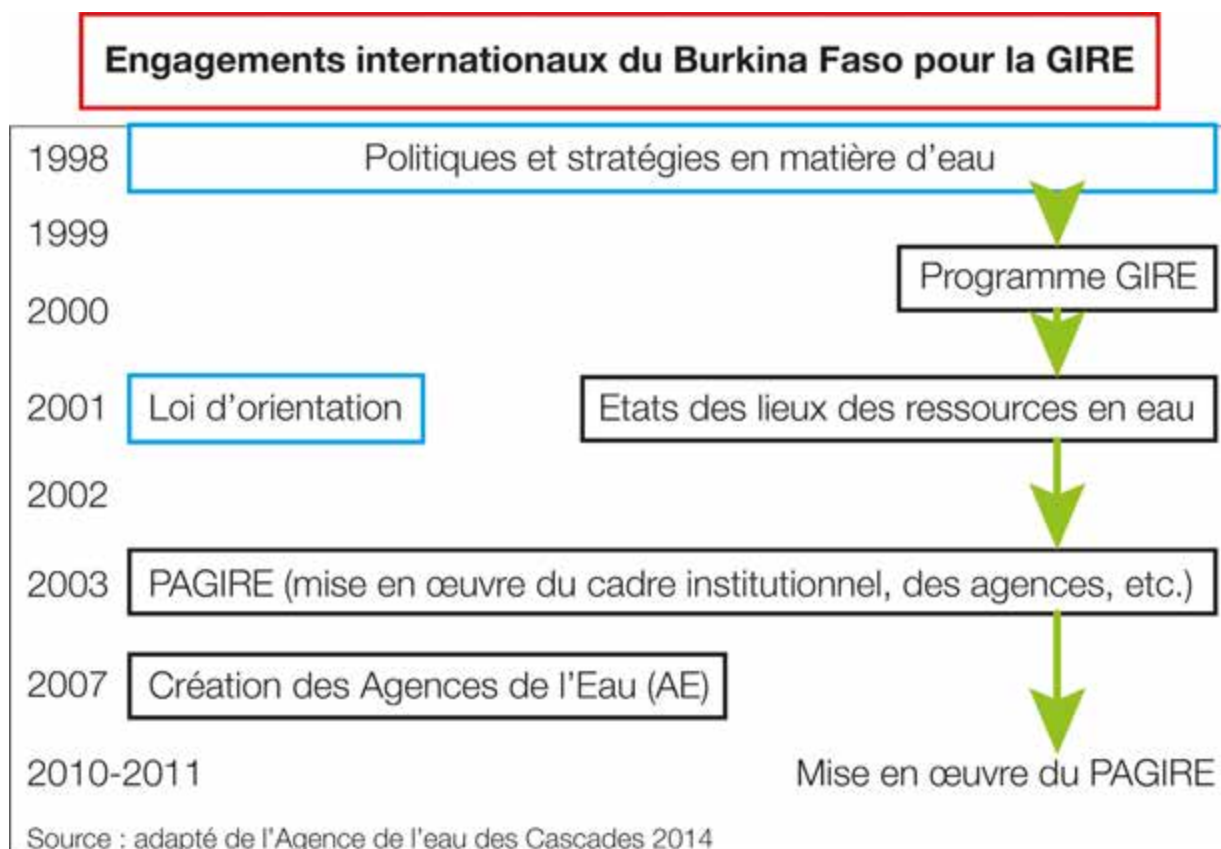 Engagements internationaux du Burkina Faso pour la GIRE
1998 Politiques et stratégies en matière d'eau
1999
Programme GIRE
2000
2001 Loi d'orientation Etats des lieux des ressources en eau
2002
2003 PAGIRE (mise en œuvre du cadre institutionnel, des agences, etc.)
2007 Création des Agences de l'Eau (AE)
2010-2011 Mise en œuvre du PAGIRE
Source : adapté de l'Agence de l'eau des Cascades 2014